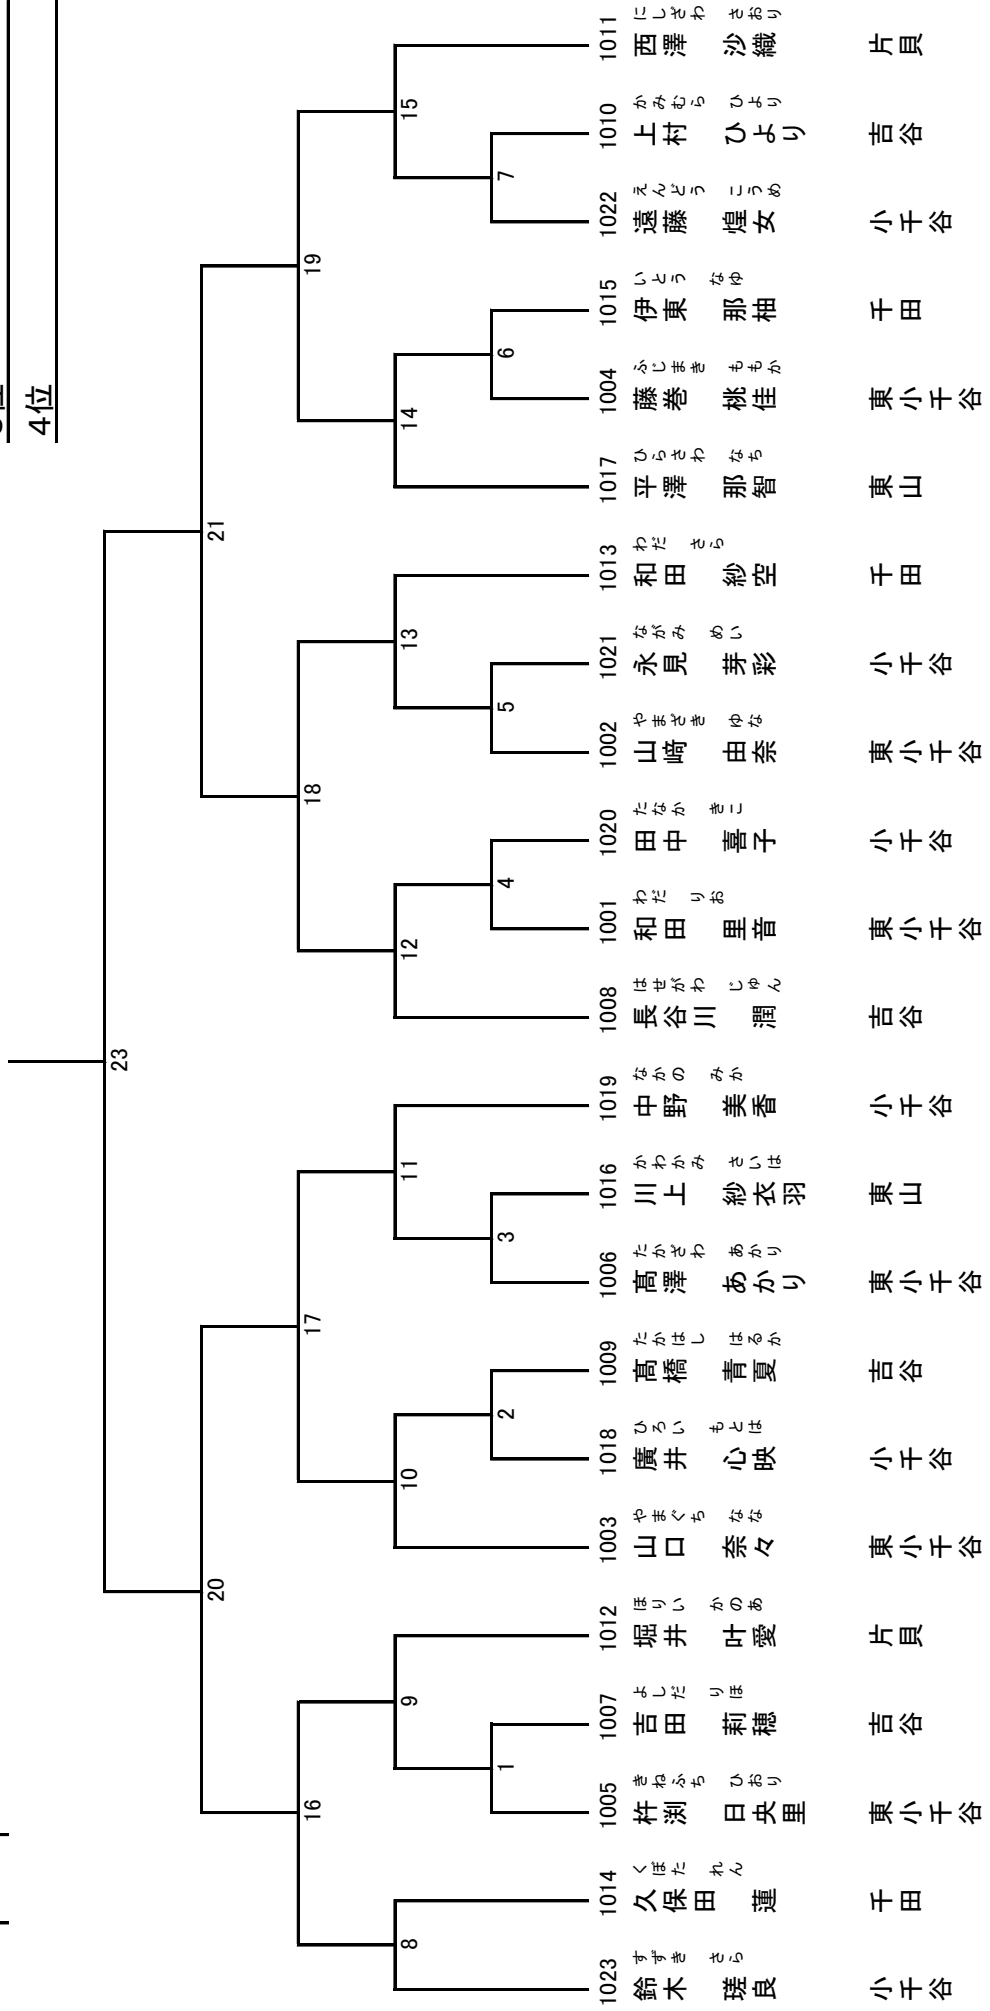 4位
23
21
20
19
18
17
16
15
14
13
12
11
10
9
8
7
6
5
4
3
2
1
1011 西澤 沙織 にしざわ さおり 片貝
1010 上村 ひより かみむら ひより 吉谷
1022 遠藤 煌女 えんどう こうめ 小千谷
1015 伊東 那柚 いとう なゆ 千田
1004 藤巻 桃佳 ふじまき ももか 東小千谷
1017 平澤 那智 ひらさわ なち 東山
1013 和田 紗空 わだ さら 千田
1021 永見 芽彩 ながみ めい 小千谷
1002 山崎 由奈 やまざき ゆな 東小千谷
1020 田中 喜子 たなか きこ 小千谷
1001 和田 里音 わだ りお 東小千谷
1008 長谷川 潤 はせがわ じゅん 吉谷
1019 中野 美香 なかの みか 小千谷
1016 川上 紗衣羽 かわかみ さいは 東山
1006 髙澤 あかり たかざわ あかり 東小千谷
1009 髙橋 青夏 たかはし はるか 吉谷
1018 廣井 心映 ひろい もとは 小千谷
1003 山口 奈々 やまぐち なな 東小千谷
1012 堀井 叶愛 ほりい かのあ 片貝
1007 吉田 莉穂 よしだ りほ 吉谷
1005 杵渕 日央里 きねふち ひおり 東小千谷
1014 久保田 蓮 くぼた れん 千田
1023 鈴木 瑳良 すずき さら 小千谷